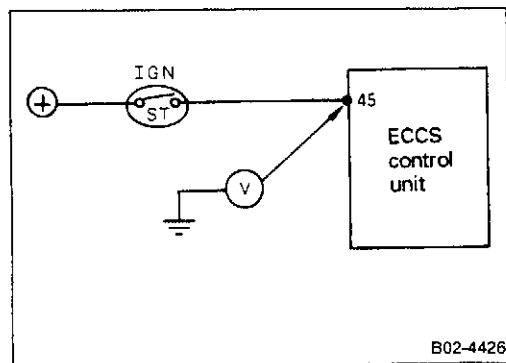 IGN
+
ST
45
ECCS
control
unit
V
B02-4426